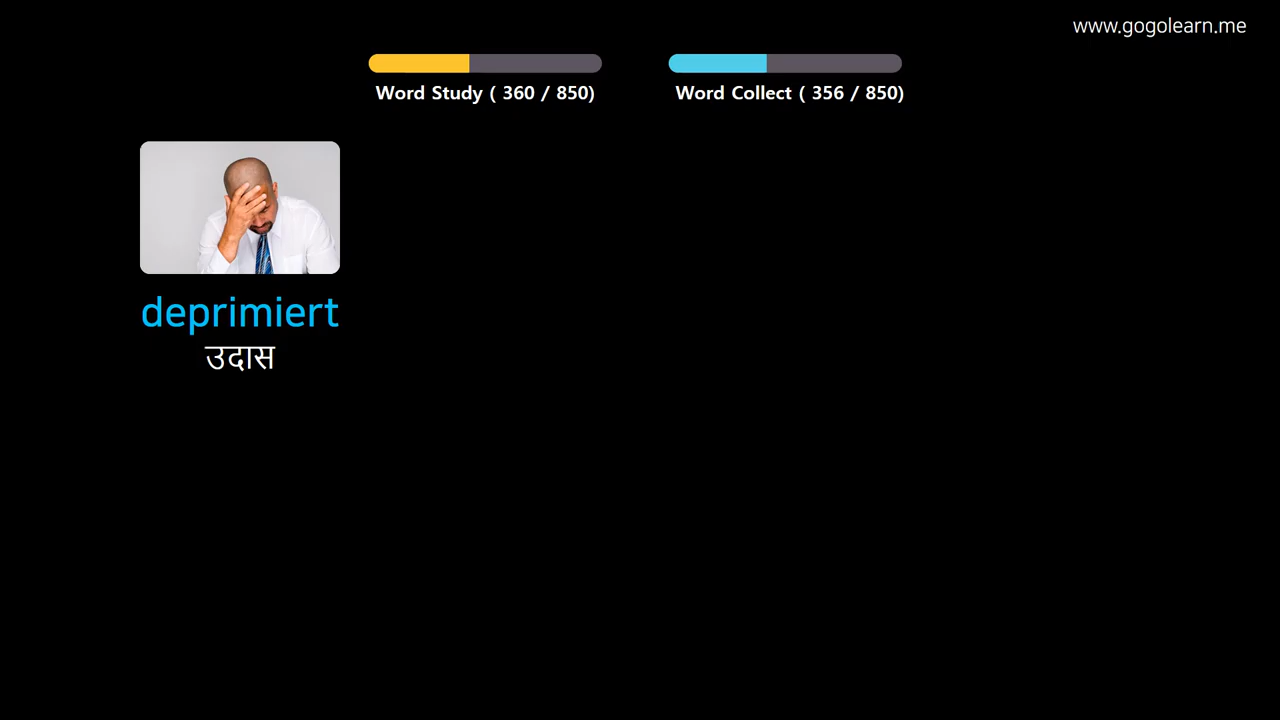 www.gogolearn.me
Word Study ( 360 / 850)
Word Collect ( 356 / 850)
deprimiert
उदास